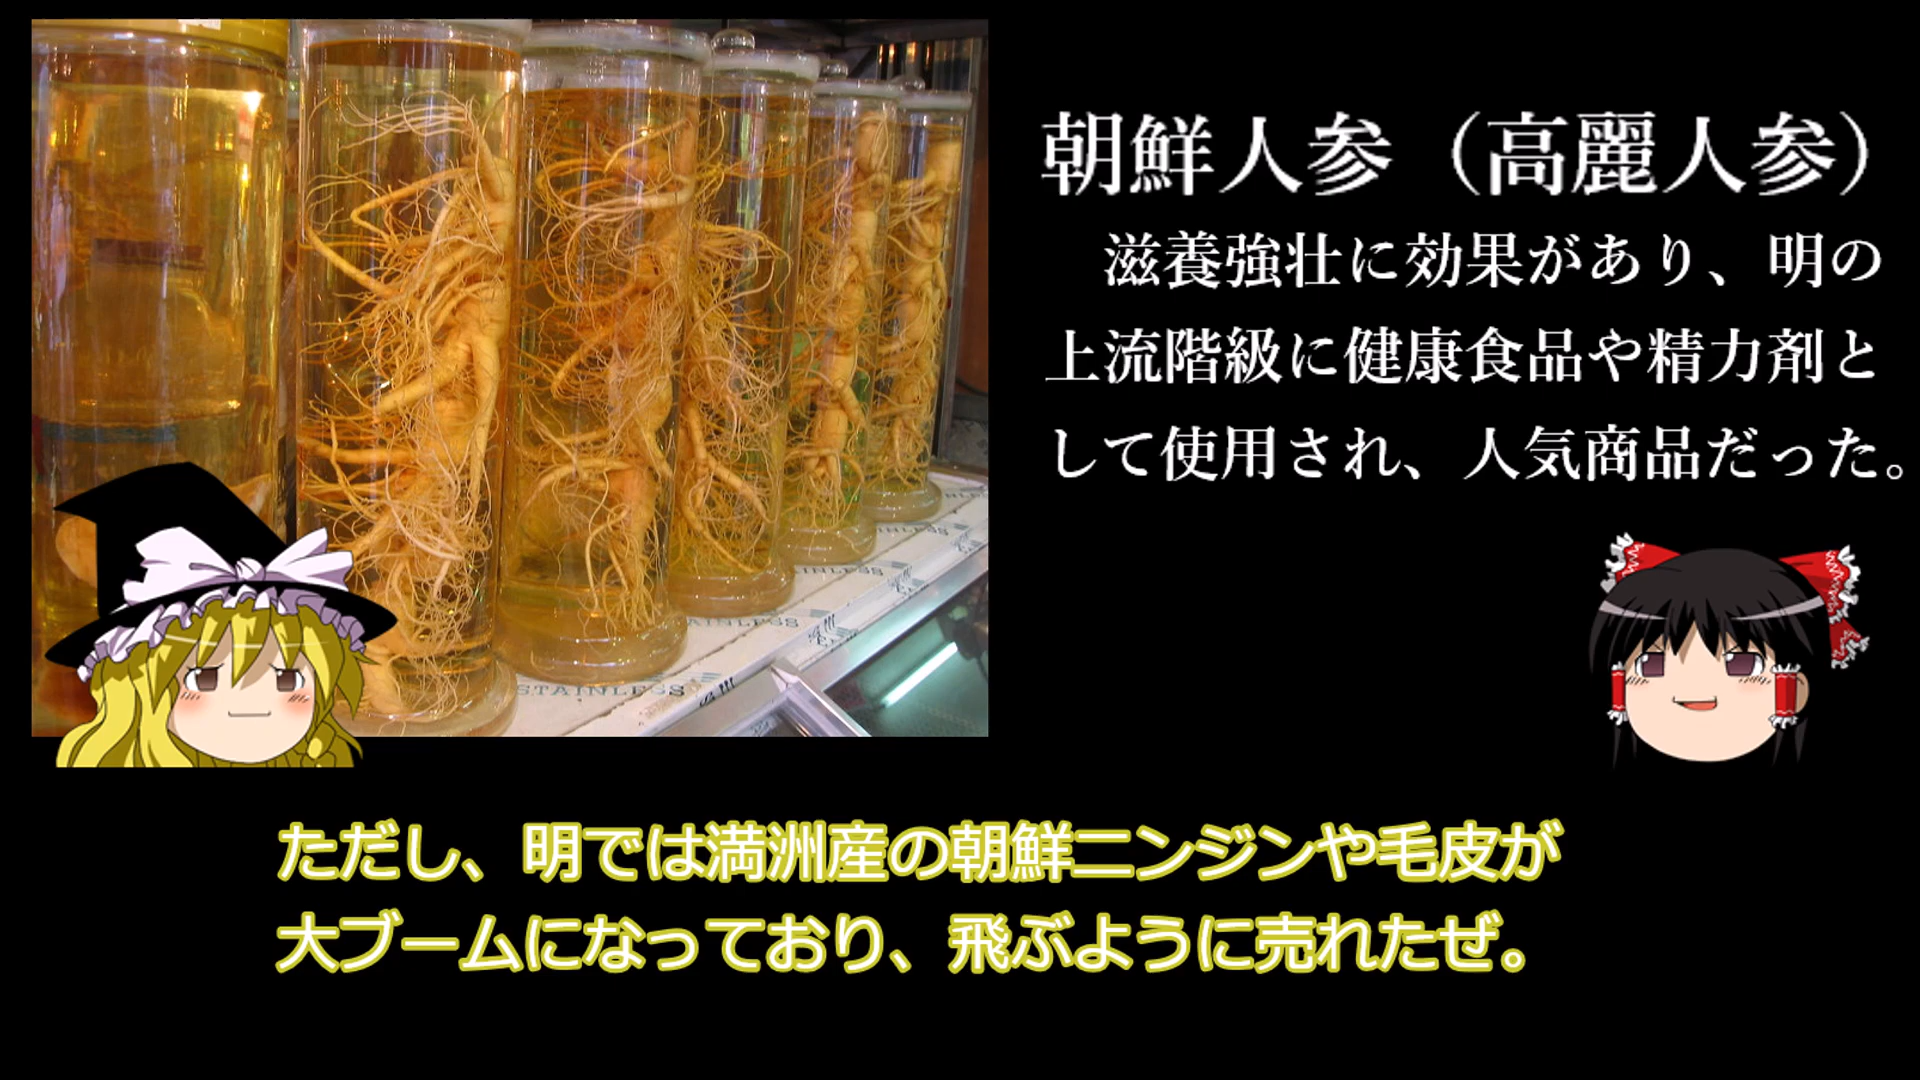 朝鮮人参（高麗人参）
滋養強壮に効果があり、明の
上流階級に健康食品や精力剤と
して使用され、人気商品だった。
STAINLESS
ただし、明では満洲産の朝鮮ニンジンや毛皮が
大ブームになっており、飛ぶように売れたぜ。